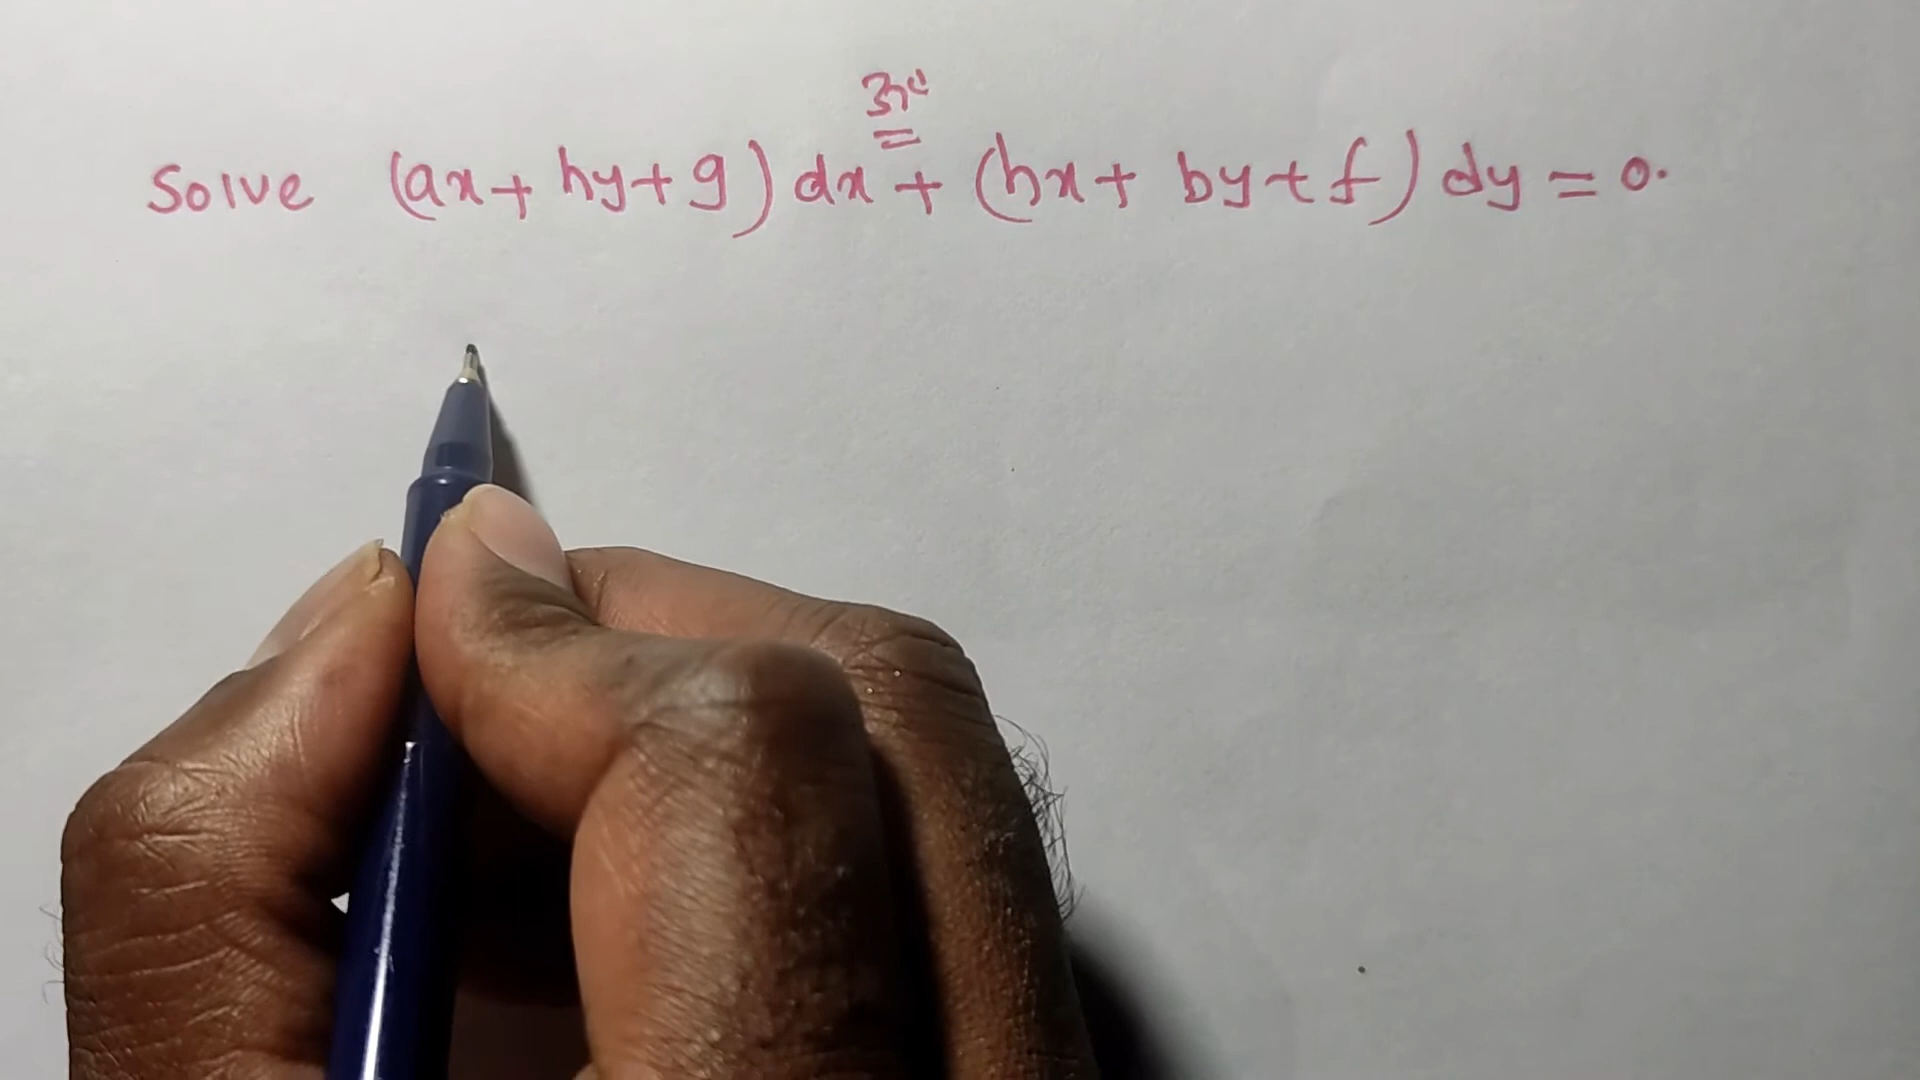 3rd
Solve (ax + hy + g) dx + (hx + by + f) dy = 0.